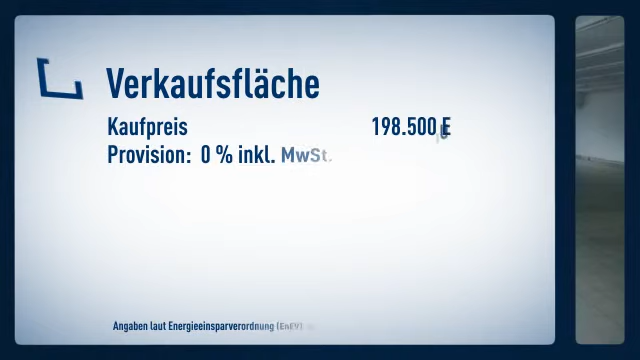 Verkaufsfläche
Kaufpreis 198.500 E
Provision: 0 % inkl. MwSt.
Angaben laut Energieeinsparverordnung (EnEV)